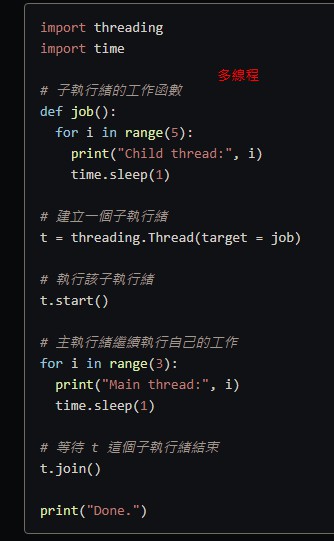 import threading
import time
多線程
# 子執行緒的工作函數
def job():
  for i in range(5):
    print("Child thread:", i)
    time.sleep(1)
# 建立一個子執行緒
t = threading.Thread(target = job)
# 執行該子執行緒
t.start()
# 主執行緒繼續執行自己的工作
for i in range(3):
  print("Main thread:", i)
  time.sleep(1)
# 等待 t 這個子執行緒結束
t.join()
print("Done.")